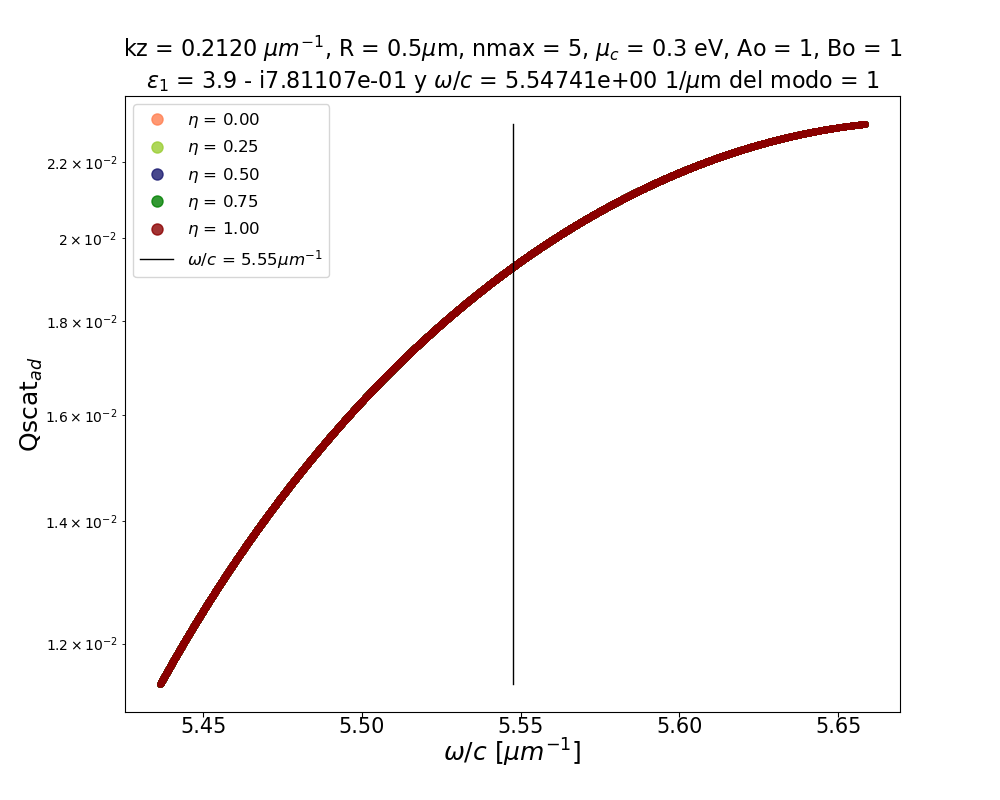 kz = 0.2120 μm⁻¹, R = 0.5μm, nmax = 5, μ_c = 0.3 eV, Ao = 1, Bo = 1
ε₁ = 3.9 - i7.81107e-01 y ω/c = 5.54741e+00 1/μm del modo = 1
η = 0.00
η = 0.25
η = 0.50
η = 0.75
η = 1.00
ω/c = 5.55μm⁻¹
2.2 × 10⁻²
2 × 10⁻²
1.8 × 10⁻²
1.6 × 10⁻²
1.4 × 10⁻²
1.2 × 10⁻²
Qscat_ad
5.45 5.50 5.55 5.60 5.65
ω/c [μm⁻¹]